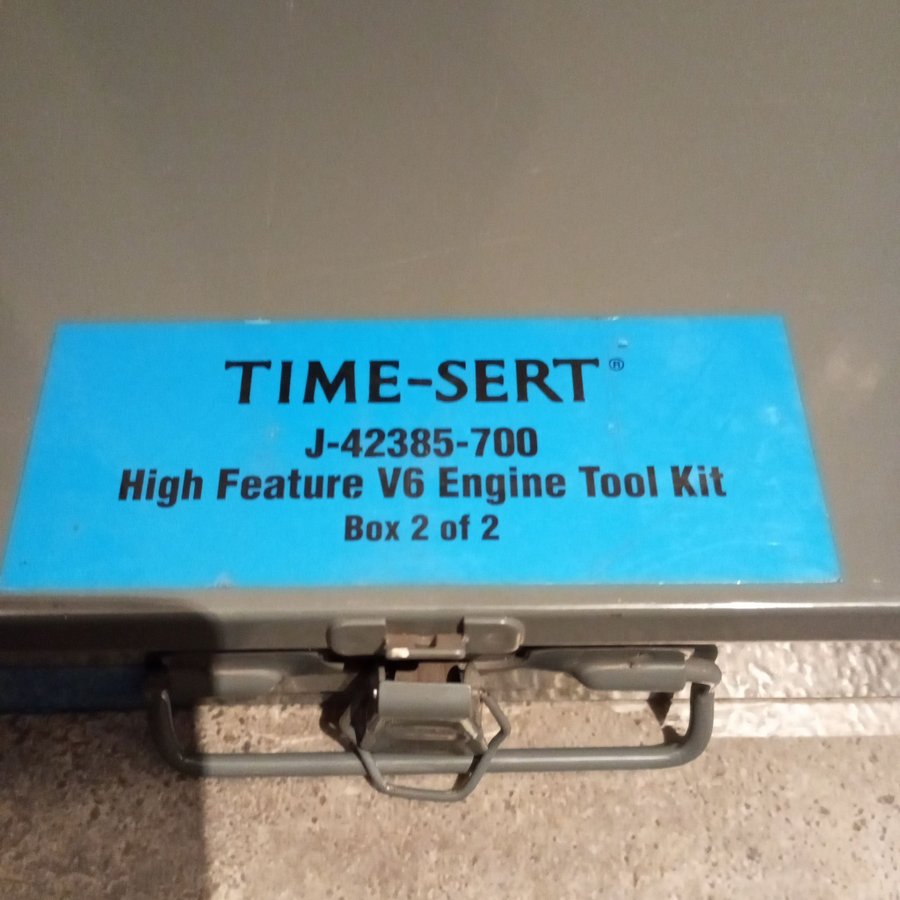 TIME-SERT®
J-42385-700
High Feature V6 Engine Tool Kit
Box 2 of 2